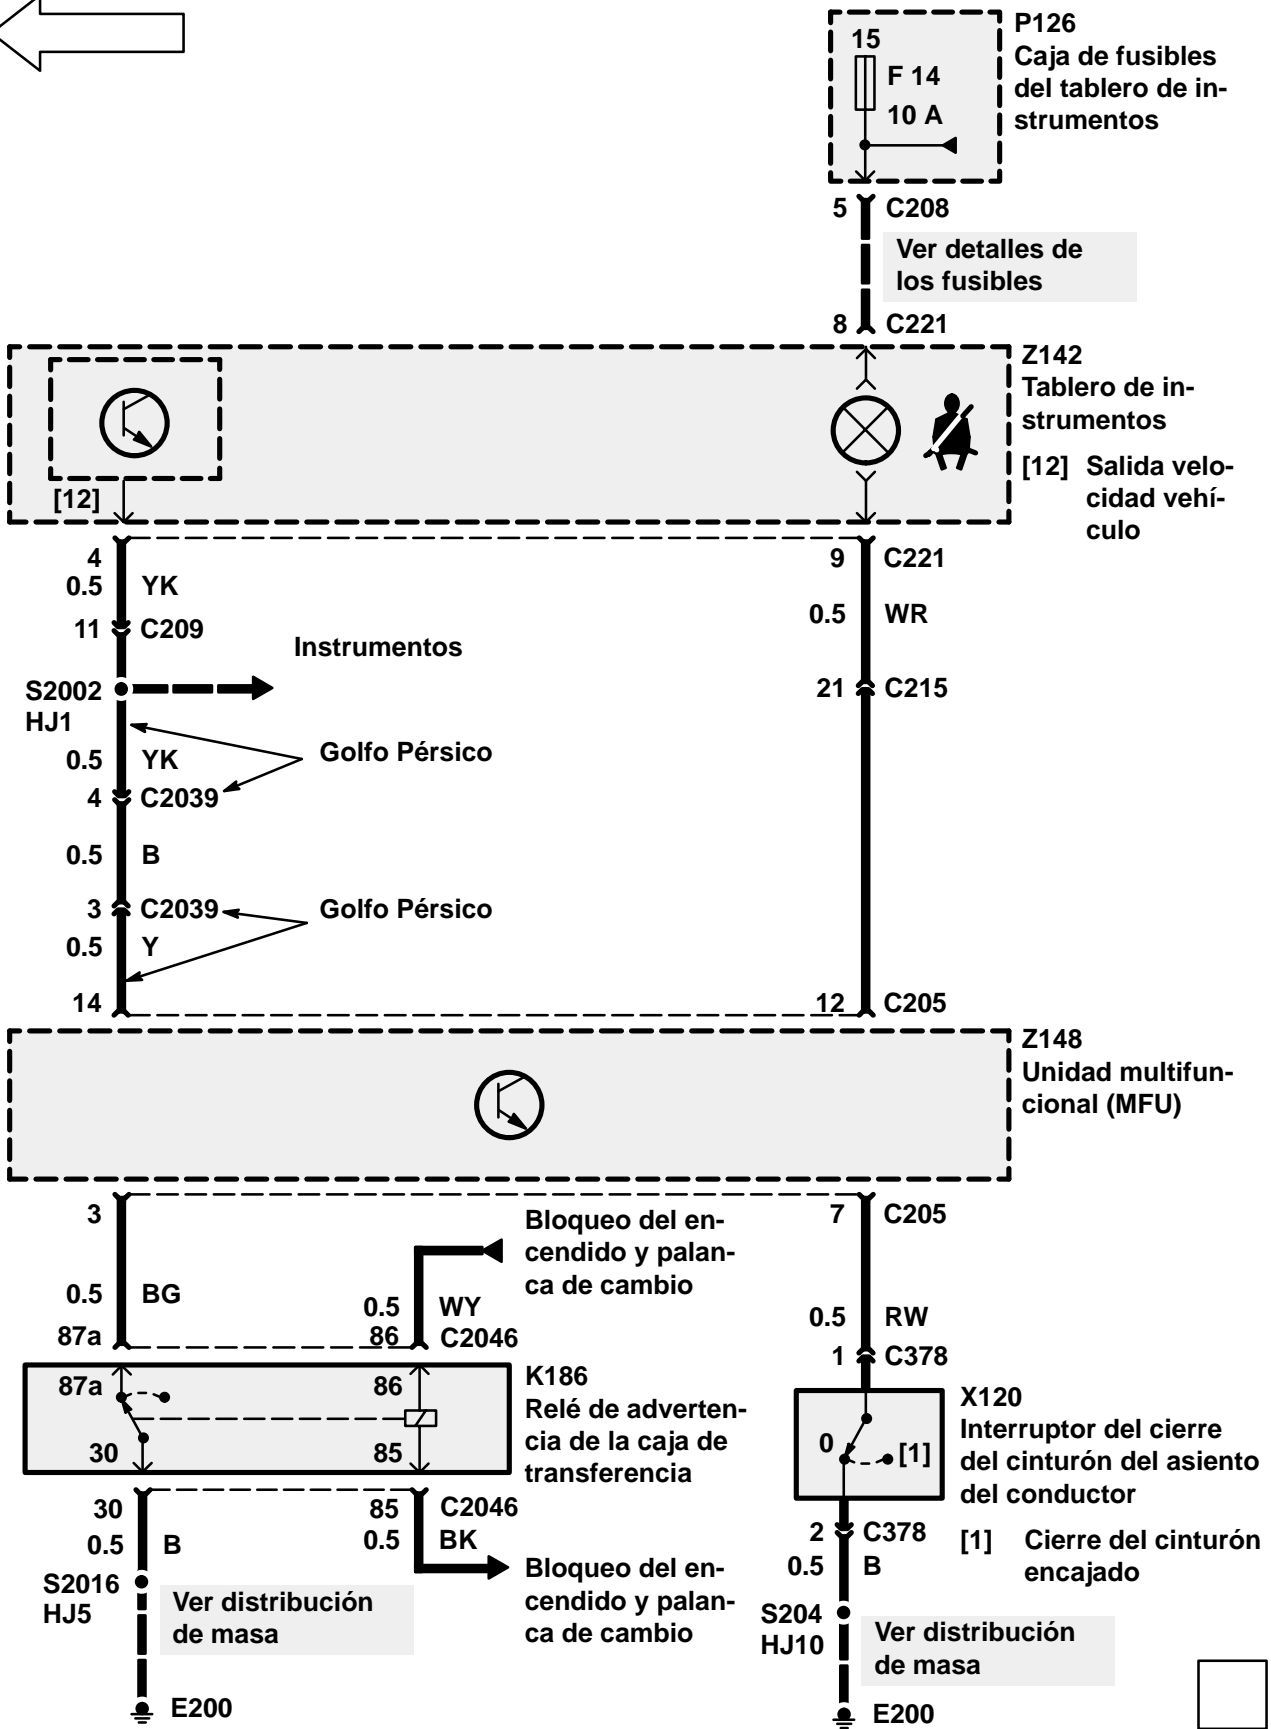 P126
Caja de fusibles
del tablero de in-
strumentos
15
F 14
10 A
5 C208
Ver detalles de
los fusibles
8 C221
Z142
Tablero de in-
strumentos
[12] Salida velo-
cidad vehí-
culo
[12]
4
0.5 YK
9 C221
0.5 WR
11 C209
Instrumentos
S2002
HJ1
21 C215
0.5 YK
Golfo Pérsico
4 C2039
0.5 B
3 C2039
Golfo Pérsico
0.5 Y
14
12 C205
Z148
Unidad multifun-
cional (MFU)
3
7 C205
Bloqueo del en-
cendido y palan-
ca de cambio
0.5 BG
0.5 WY
0.5 RW
87a
86 C2046
1 C378
87a
86
30
85
K186
Relé de adverten-
cia de la caja de
transferencia
0
[1]
X120
Interruptor del cierre
del cinturón del asiento
del conductor
[1] Cierre del cinturón
encajado
30
85 C2046
0.5 B
0.5 BK
2 C378
0.5 B
S2016
HJ5
Ver distribución
de masa
Bloqueo del en-
cendido y palan-
ca de cambio
S204
HJ10
Ver distribución
de masa
E200
E200